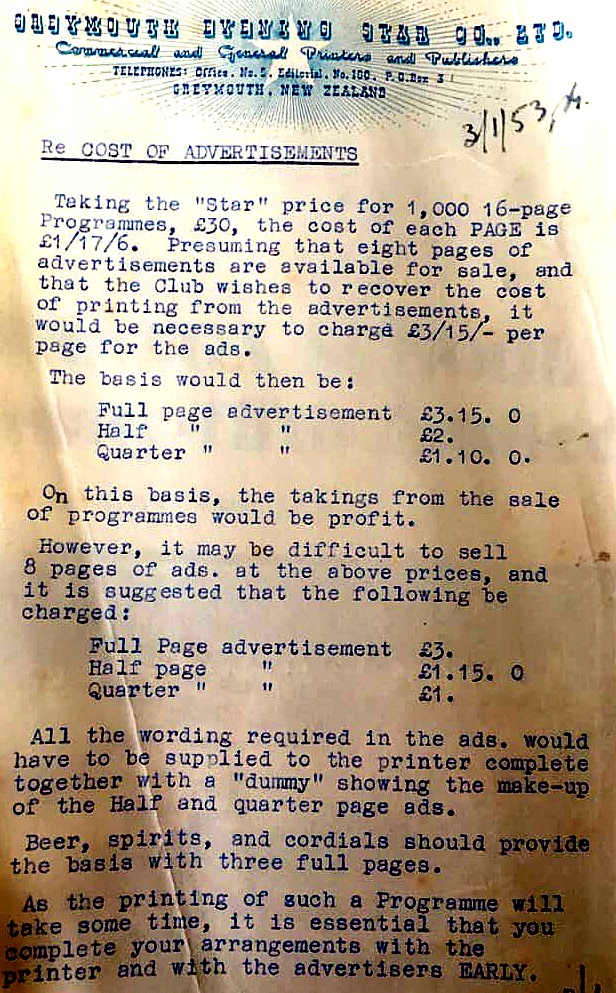 GREYMOUTH EVENING STAR CO., LTD.
Commercial and General Printers and Publishers
TELEPHONES: Office, No. 5, Editorial, No. 100. P.O. Box 3
GREYMOUTH, NEW ZEALAND
3/1/53,
Re COST OF ADVERTISEMENTS
Taking the "Star" price for 1,000 16-page
Programmes, £30, the cost of each PAGE is
£1/17/6. Presuming that eight pages of
advertisements are available for sale, and
that the Club wishes to recover the cost
of printing from the advertisements, it
would be necessary to charge £3/15/- per
page for the ads.
The basis would then be:
Full page advertisement £3.15. 0
Half " " £2.
Quarter " " £1.10. 0.
On this basis, the takings from the sale
of programmes would be profit.
However, it may be difficult to sell
8 pages of ads. at the above prices, and
it is suggested that the following be
charged:
Full Page advertisement £3.
Half page " £1.15. 0
Quarter " " £1.
All the wording required in the ads. would
have to be supplied to the printer complete
together with a "dummy" showing the make-up
of the Half and quarter page ads.
Beer, spirits, and cordials should provide
the basis with three full pages.
As the printing of such a Programme will
take some time, it is essential that you
complete your arrangements with the
printer and with the advertisers EARLY.